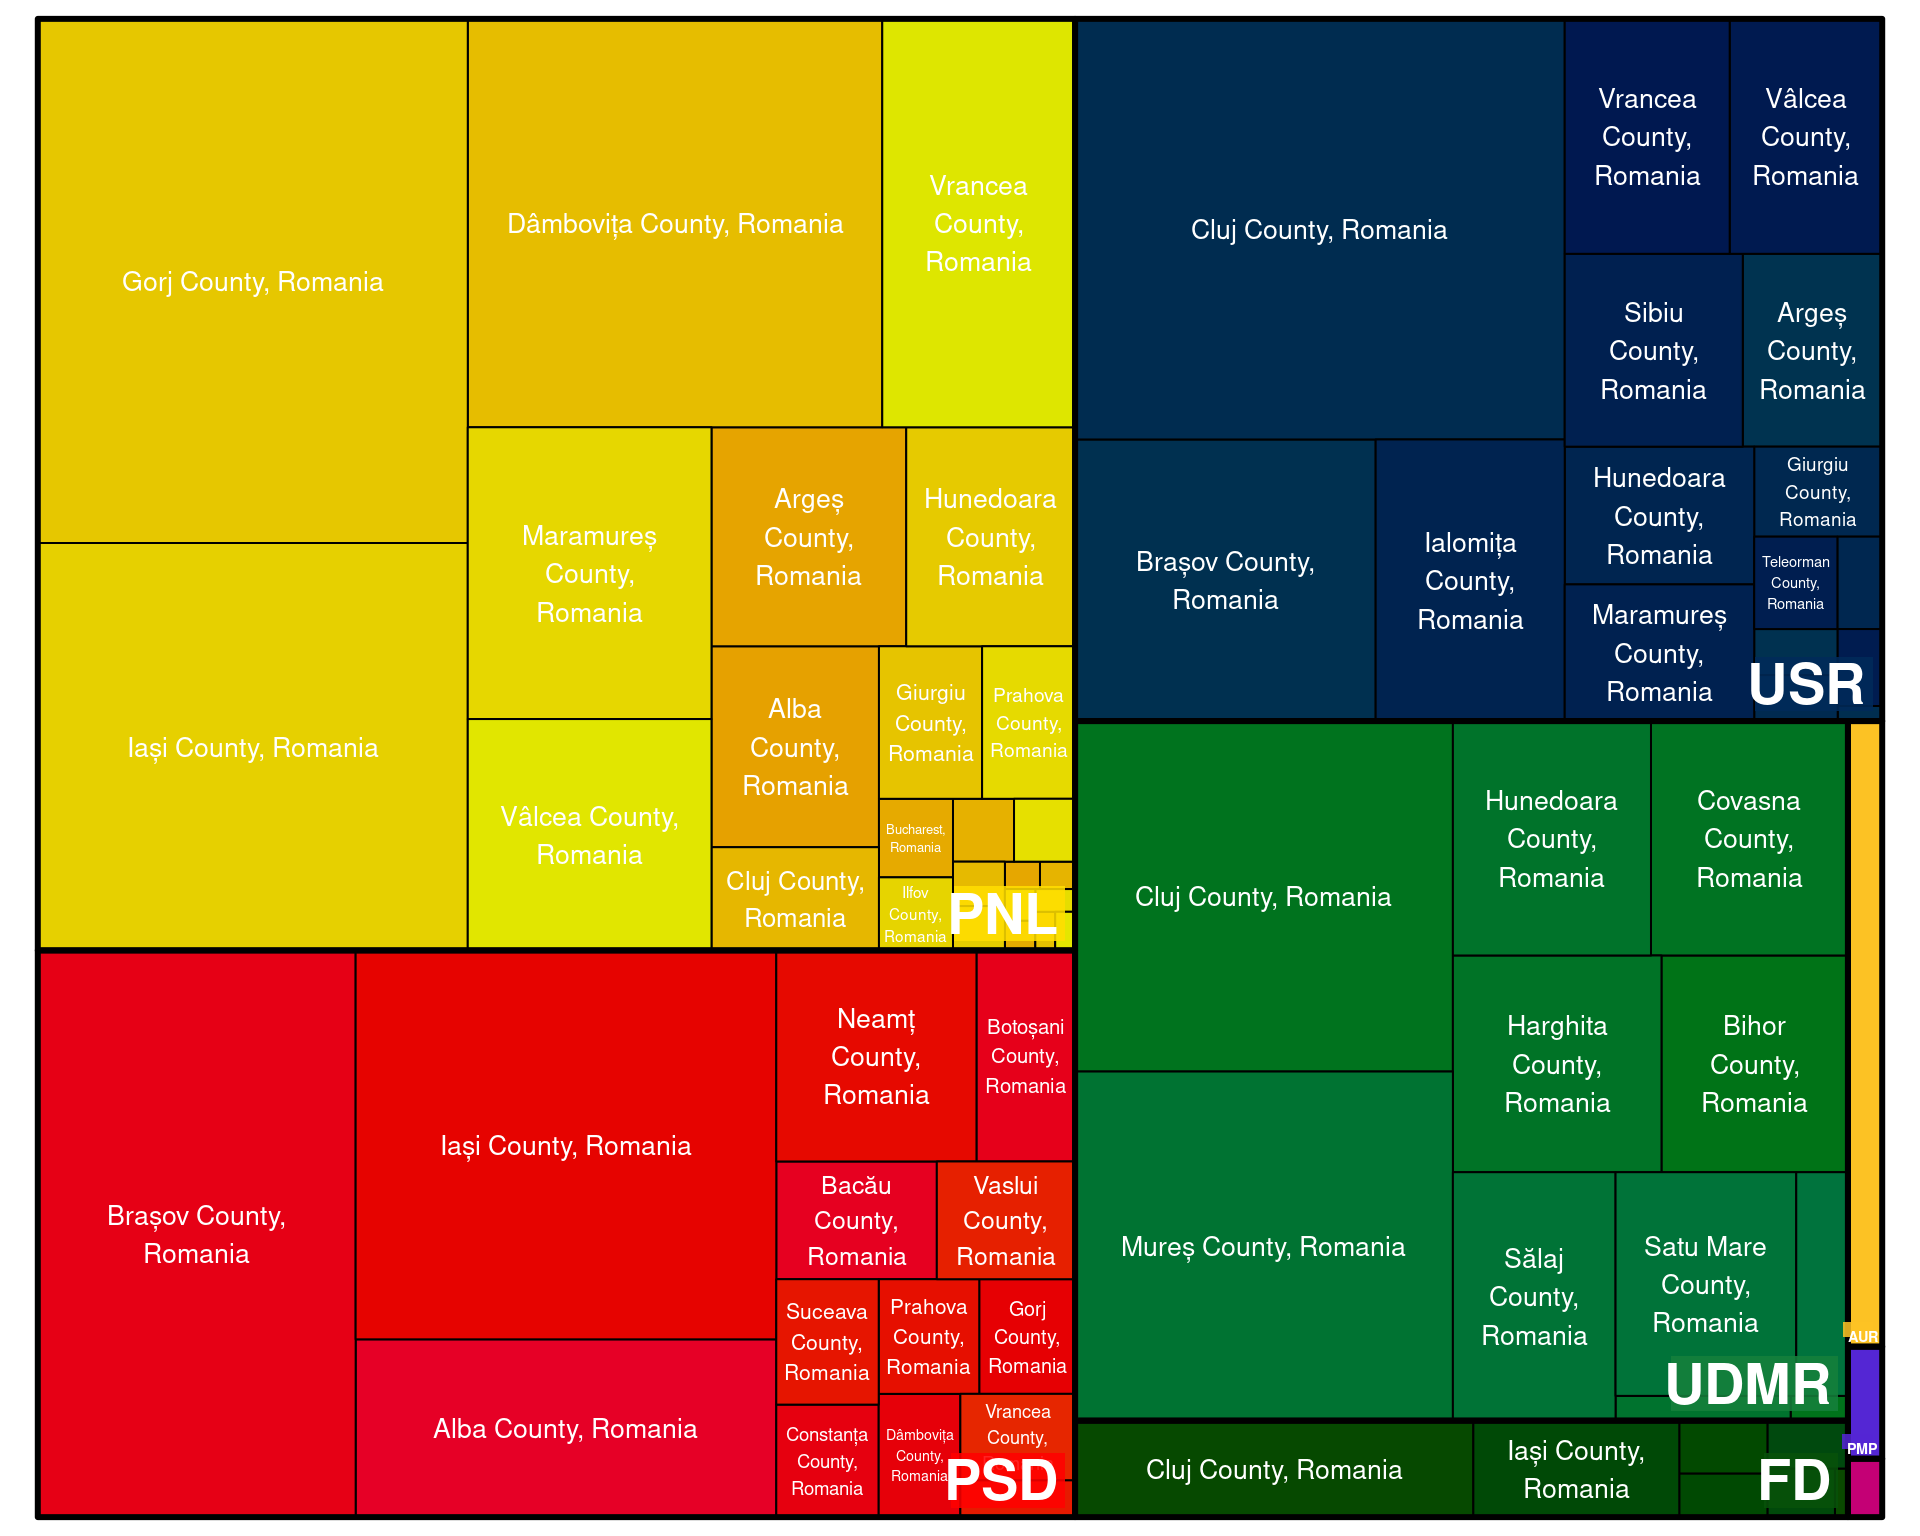 Gorj County, Romania
Iași County, Romania
Dâmbovița County, Romania
Vrancea
County,
Romania
Maramureș
County,
Romania
Vâlcea County,
Romania
Argeș
County,
Romania
Hunedoara
County,
Romania
Alba
County,
Romania
Cluj County,
Romania
Giurgiu
County,
Romania
Prahova
County,
Romania
Bucharest,
Romania
Ilfov
County,
Romania
PNL
Brașov County,
Romania
Iași County, Romania
Alba County, Romania
Neamț
County,
Romania
Botoșani
County,
Romania
Bacău
County,
Romania
Vaslui
County,
Romania
Suceava
County,
Romania
Prahova
County,
Romania
Gorj
County,
Romania
Constanța
County,
Romania
Dâmbovița
County,
Romania
Vrancea
County,
PSD
Cluj County, Romania
Brașov County,
Romania
Ialomița
County,
Romania
Vrancea
County,
Romania
Vâlcea
County,
Romania
Sibiu
County,
Romania
Argeș
County,
Romania
Hunedoara
County,
Romania
Maramureș
County,
Romania
Giurgiu
County,
Romania
Teleorman
County,
Romania
USR
Cluj County, Romania
Mureș County, Romania
Hunedoara
County,
Romania
Covasna
County,
Romania
Harghita
County,
Romania
Bihor
County,
Romania
Sălaj
County,
Romania
Satu Mare
County,
Romania
UDMR
Cluj County, Romania
Iași County,
Romania
FD
AUR
PMP